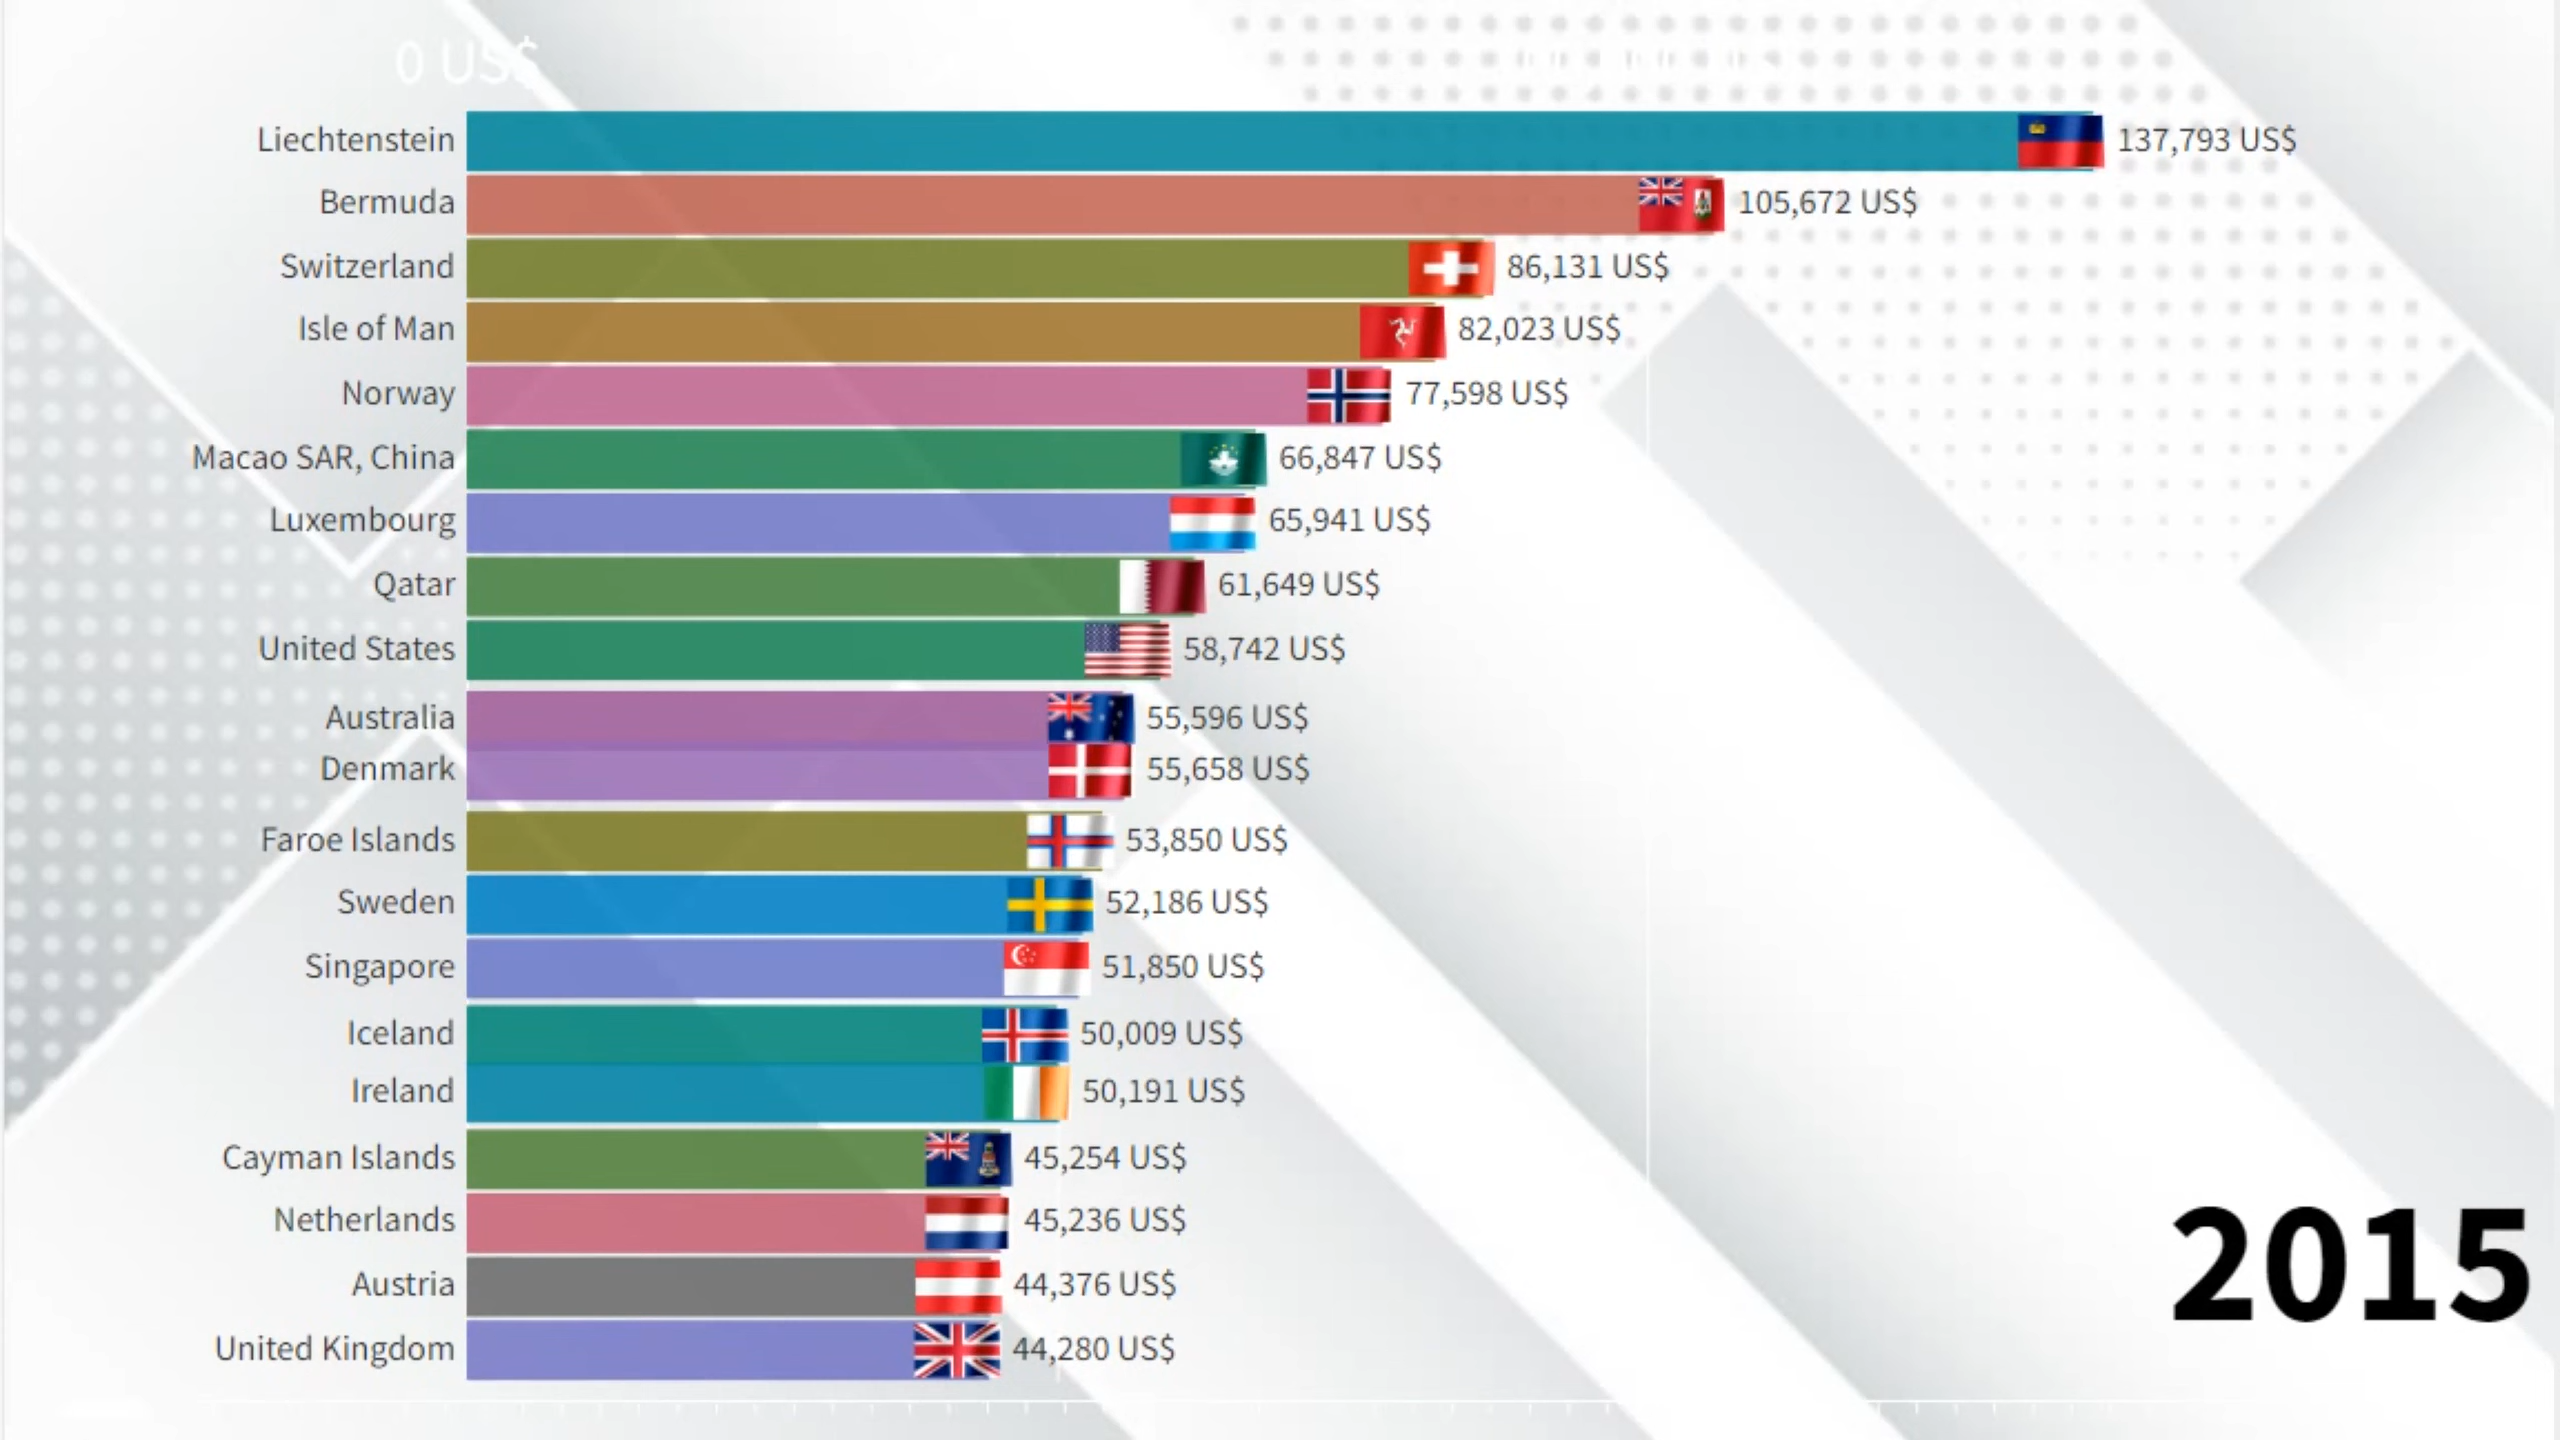 0 US$
Liechtenstein 137,793 US$
Bermuda 105,672 US$
Switzerland 86,131 US$
Isle of Man 82,023 US$
Norway 77,598 US$
Macao SAR, China 66,847 US$
Luxembourg 65,941 US$
Qatar 61,649 US$
United States 58,742 US$
Australia 55,596 US$
Denmark 55,658 US$
Faroe Islands 53,850 US$
Sweden 52,186 US$
Singapore 51,850 US$
Iceland 50,009 US$
Ireland 50,191 US$
Cayman Islands 45,254 US$
Netherlands 45,236 US$
Austria 44,376 US$
United Kingdom 44,280 US$
2015